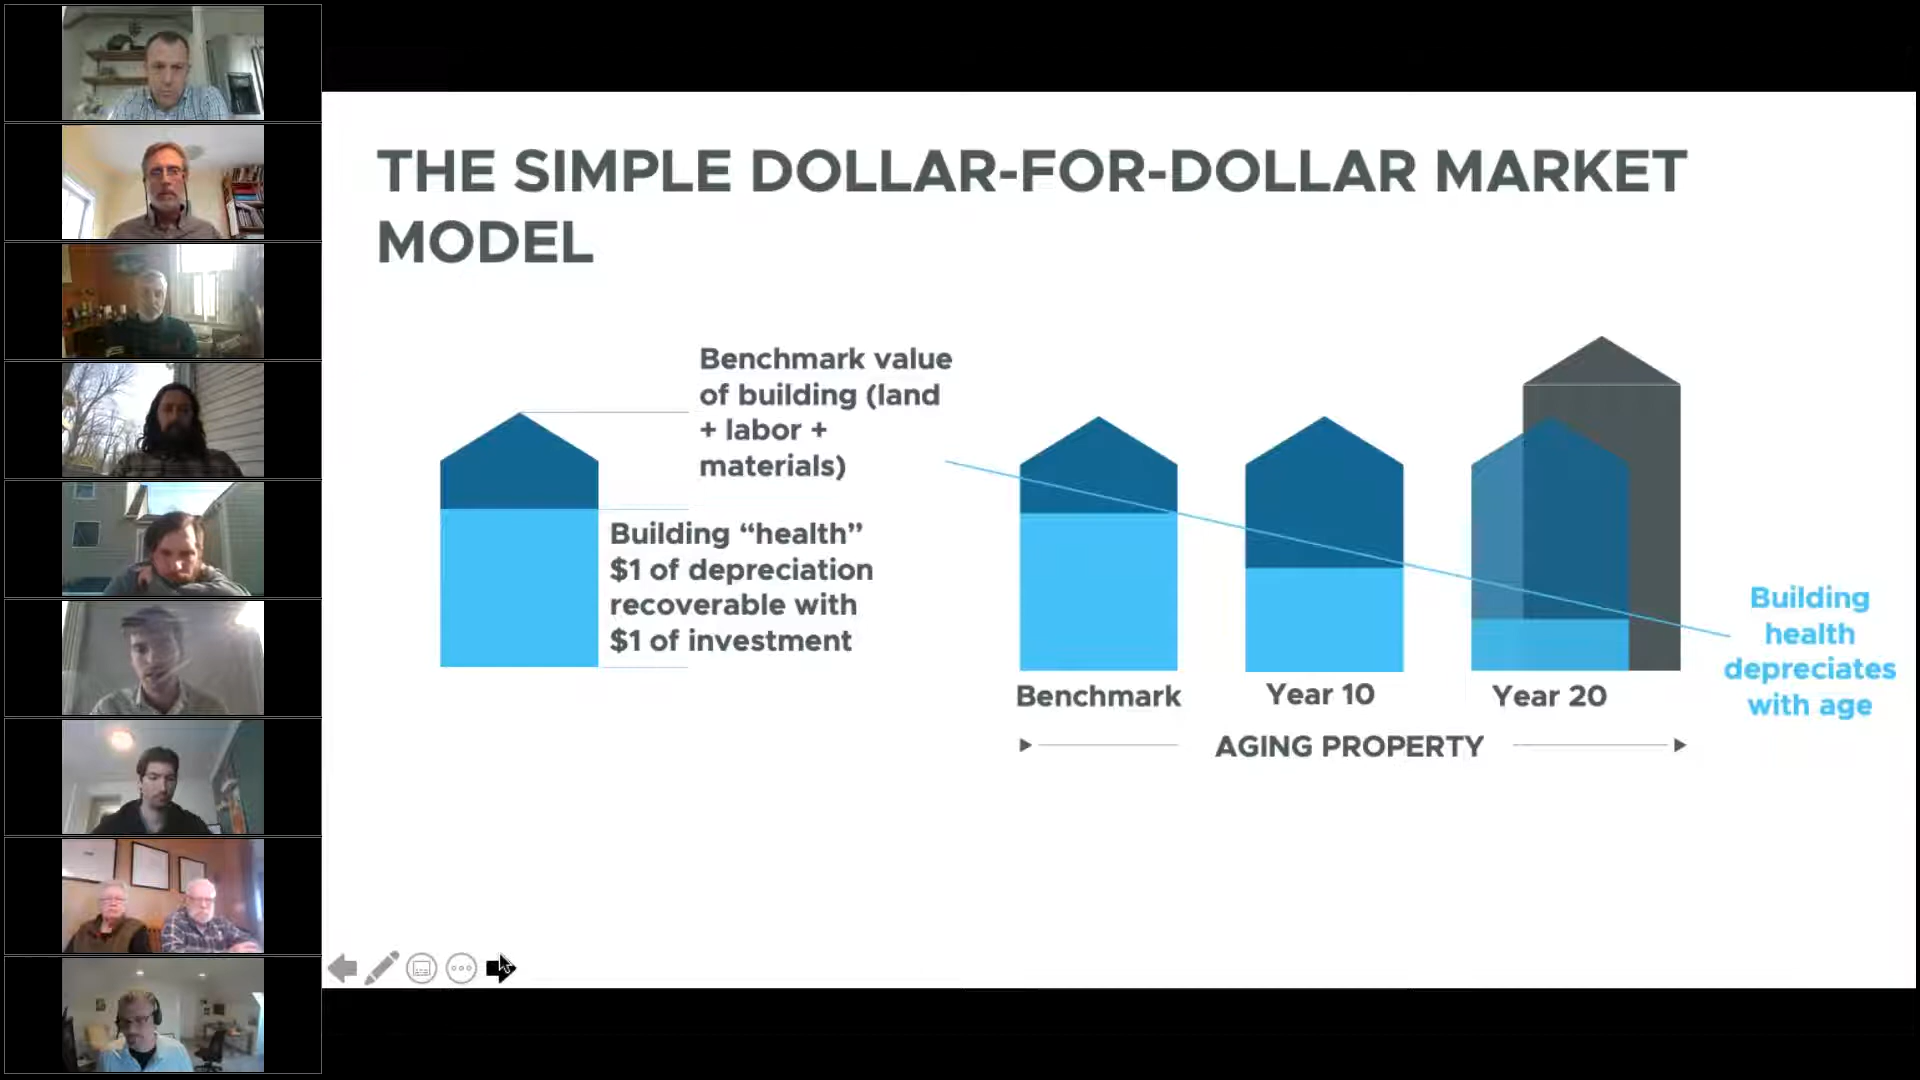 THE SIMPLE DOLLAR-FOR-DOLLAR MARKET
MODEL
Benchmark value
of building (land
+ labor +
materials)
Building “health”
$1 of depreciation
recoverable with
$1 of investment
Benchmark
Year 10
Year 20
AGING PROPERTY
Building
health
depreciates
with age